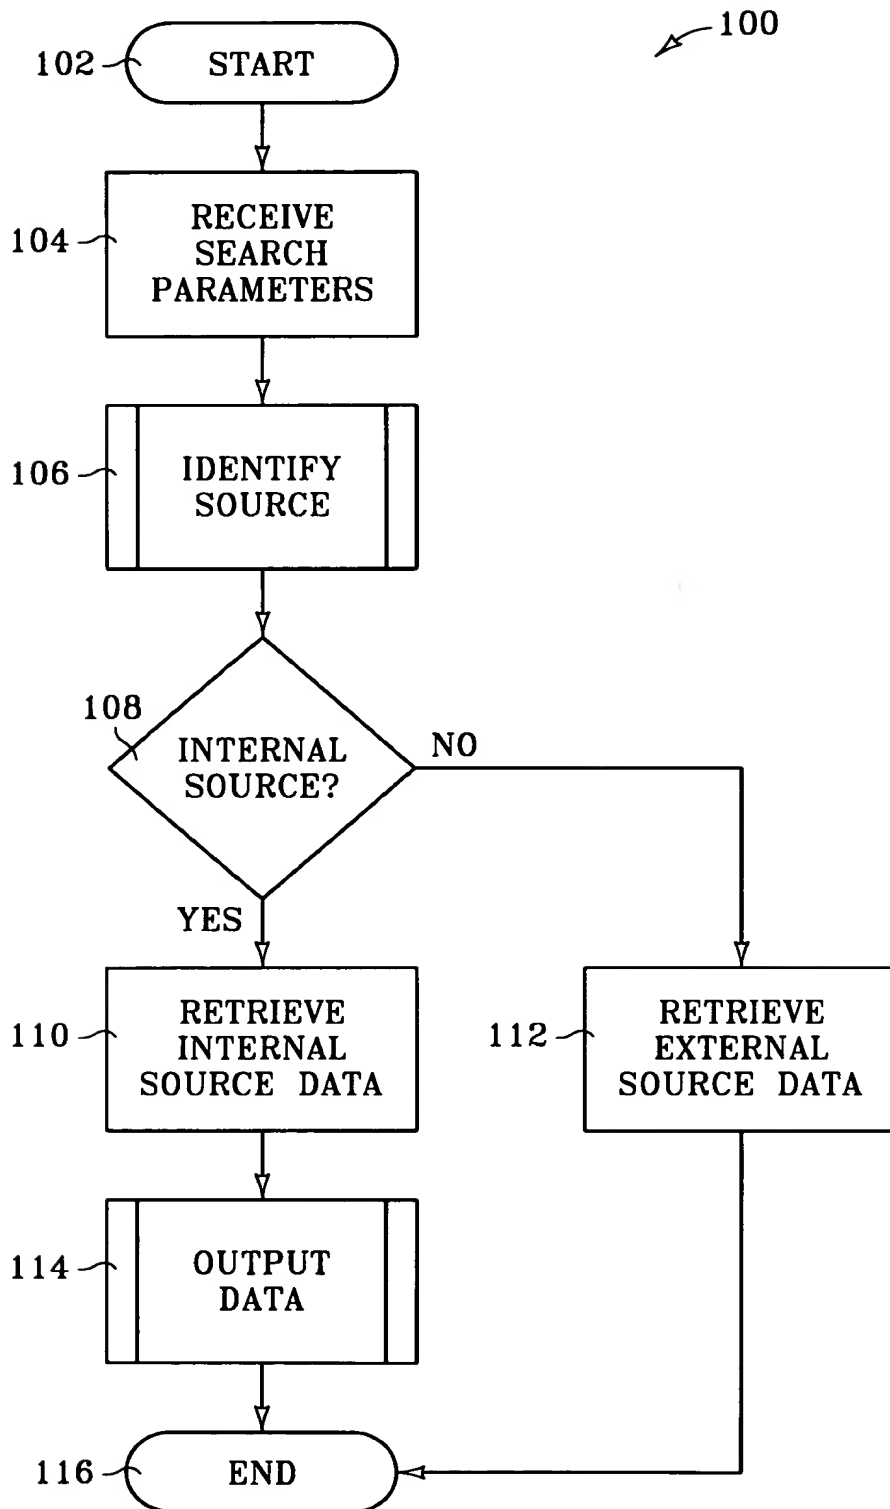 100
102
START
104
RECEIVE
SEARCH
PARAMETERS
106
IDENTIFY
SOURCE
108
INTERNAL
SOURCE?
NO
YES
110
RETRIEVE
INTERNAL
SOURCE DATA
112
RETRIEVE
EXTERNAL
SOURCE DATA
114
OUTPUT
DATA
116
END